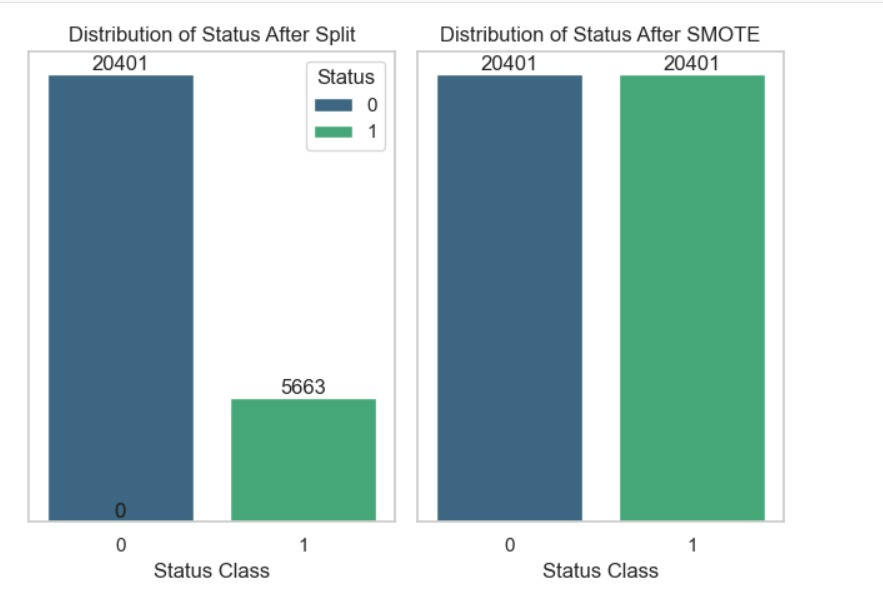 Distribution of Status After Split
20401
Status
0
1
5663
0
0
1
Status Class
Distribution of Status After SMOTE
20401
20401
0
1
Status Class